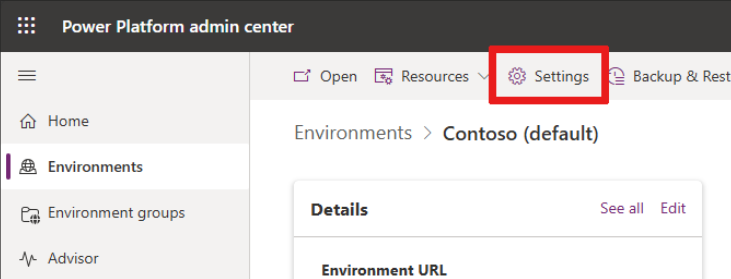 Power Platform admin center
Open Resources Settings Backup & Rest
Home
Environments > Contoso (default)
Environments
Environment groups
Details See all Edit
Advisor
Environment URL